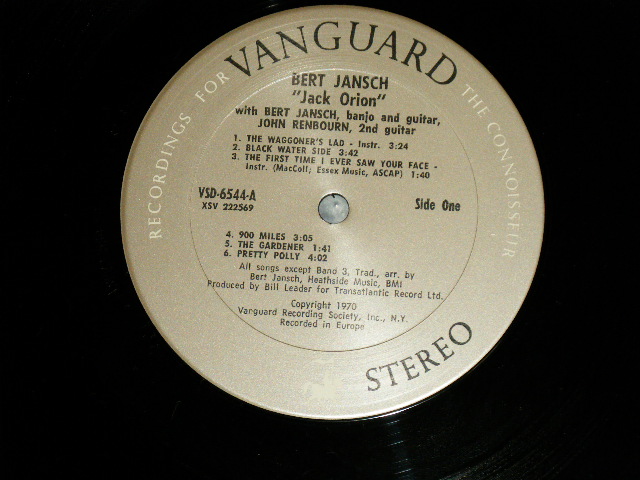 RECORDINGS FOR VANGUARD THE CONNOISSEUR
BERT JANSCH
"Jack Orion"
with BERT JANSCH, banjo and guitar,
JOHN RENBOURN, 2nd guitar
1. THE WAGGONER'S LAD - Instr. 3:24
2. BLACK WATER SIDE 3:42
3. THE FIRST TIME I EVER SAW YOUR FACE -
Instr. (MacColl; Essex Music, ASCAP) 1:40
VSD-6544-A Side One
XSV 222569
4. 900 MILES 3:05
5. THE GARDENER 1:41
6. PRETTY POLLY 4:02
All songs except Band 3, Trad., arr. by
Bert Jansch, Heathside Music, BMI
Produced by Bill Leader for Transatlantic Record Ltd.
Copyright 1970
Vanguard Recording Society, Inc., N.Y.
Recorded in Europe
STEREO